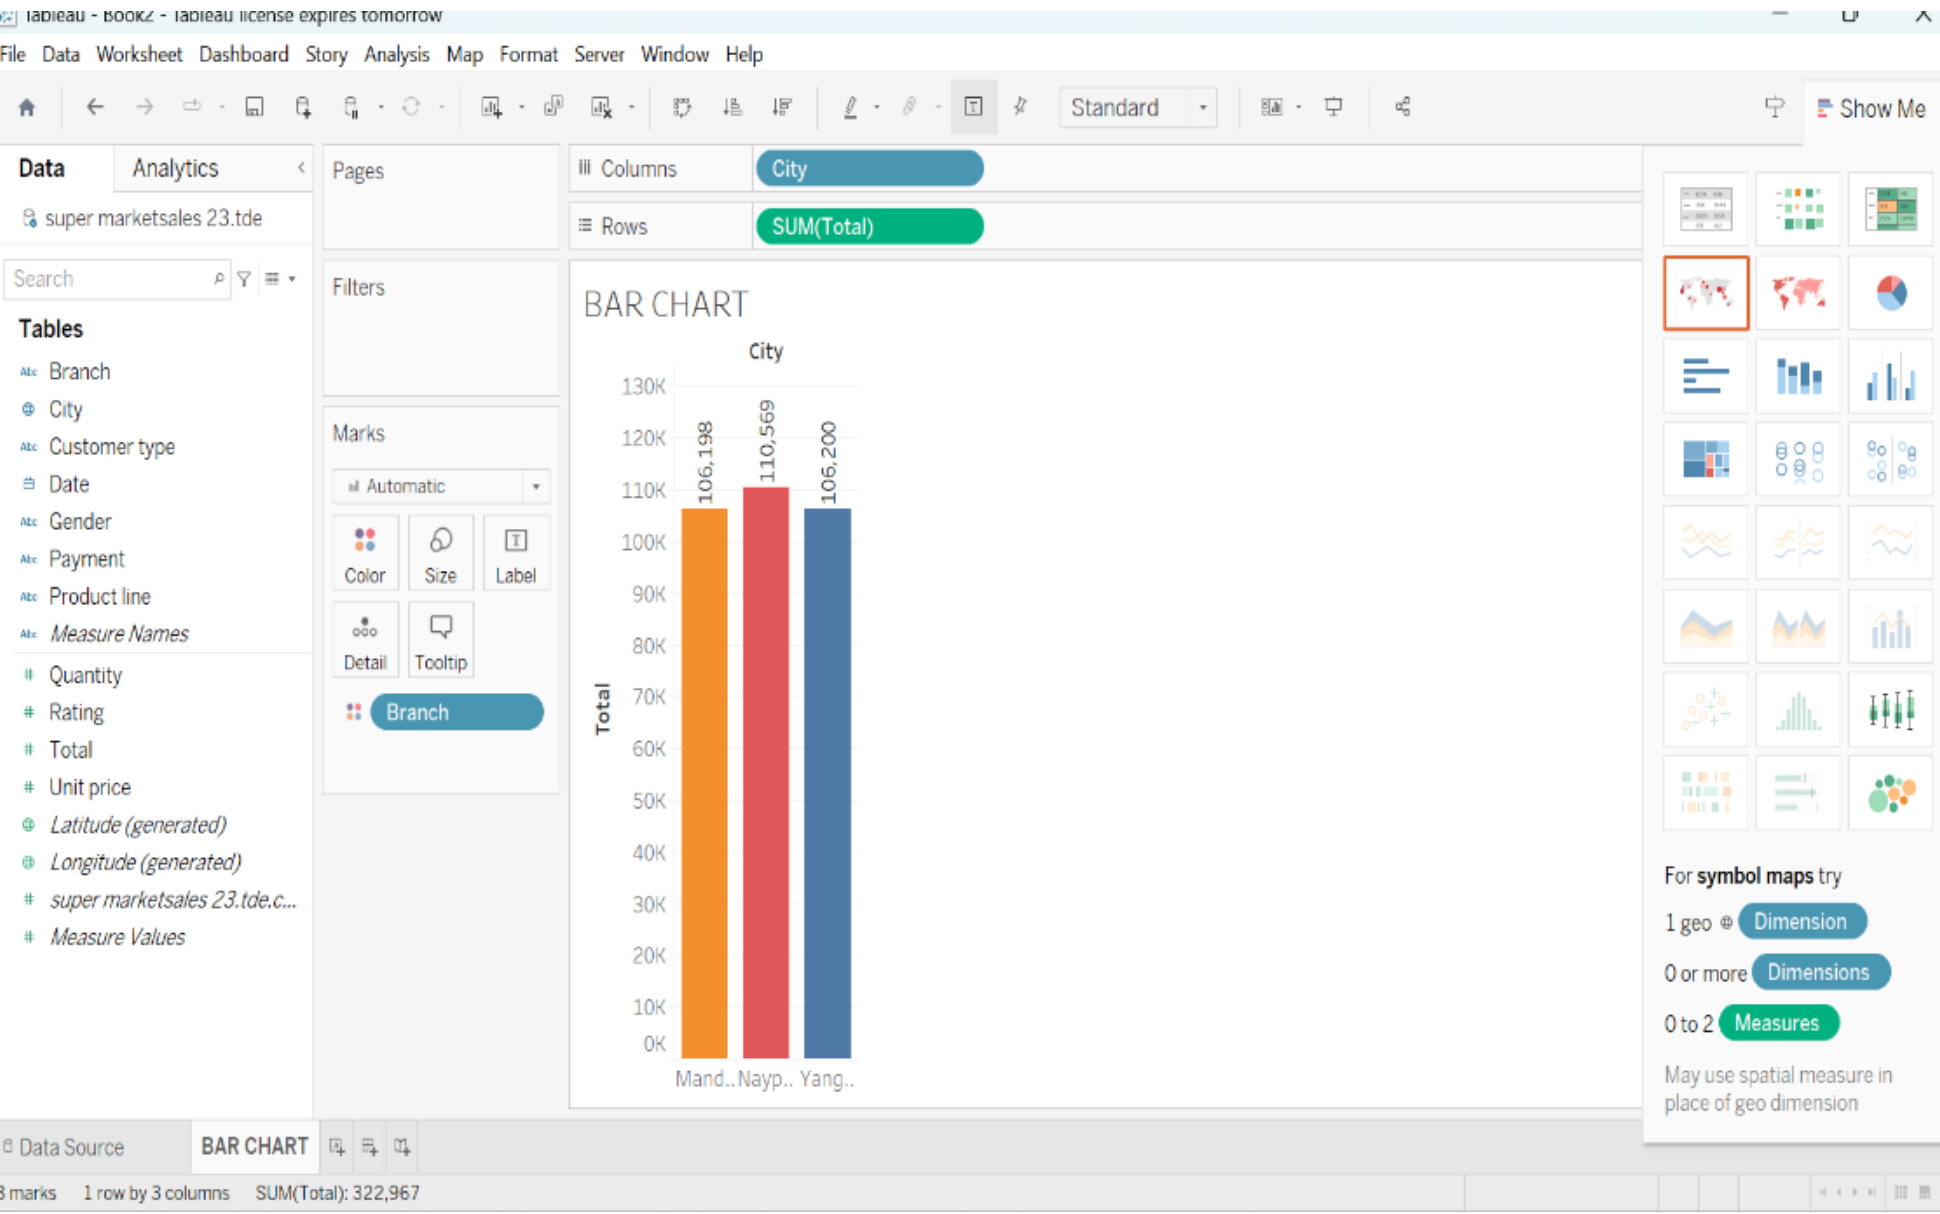 Tableau - Book2 - Tableau license expires tomorrow
File Data Worksheet Dashboard Story Analysis Map Format Server Window Help
Standard
Show Me
Data Analytics
super marketsales 23.tde
Search
Tables
Abc Branch
City
Abc Customer type
Date
Abc Gender
Abc Payment
Abc Product line
Abc Measure Names
# Quantity
# Rating
# Total
# Unit price
Latitude (generated)
Longitude (generated)
# super marketsales 23.tde.c...
# Measure Values
Pages
Filters
Marks
Automatic
Color Size Label
Detail Tooltip
Branch
Columns City
Rows SUM(Total)
BAR CHART
City
130K
120K
110K
100K
90K
80K
70K
60K
50K
40K
30K
20K
10K
0K
Total
106,198
110,569
106,200
Mand.. Nayp.. Yang..
For symbol maps try
1 geo Dimension
0 or more Dimensions
0 to 2 Measures
May use spatial measure in
place of geo dimension
Data Source BAR CHART
3 marks 1 row by 3 columns SUM(Total): 322,967